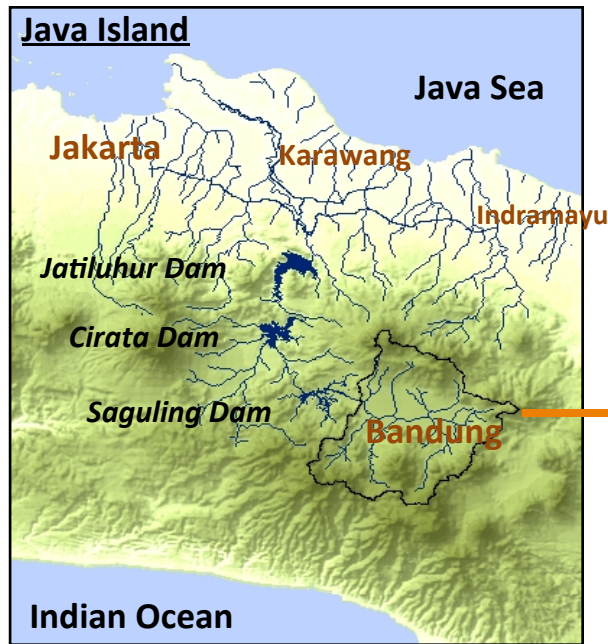 Java Island
Java Sea
Jakarta
Karawang
Indramayu
Jatiluhur Dam
Cirata Dam
Saguling Dam
Bandung
Indian Ocean